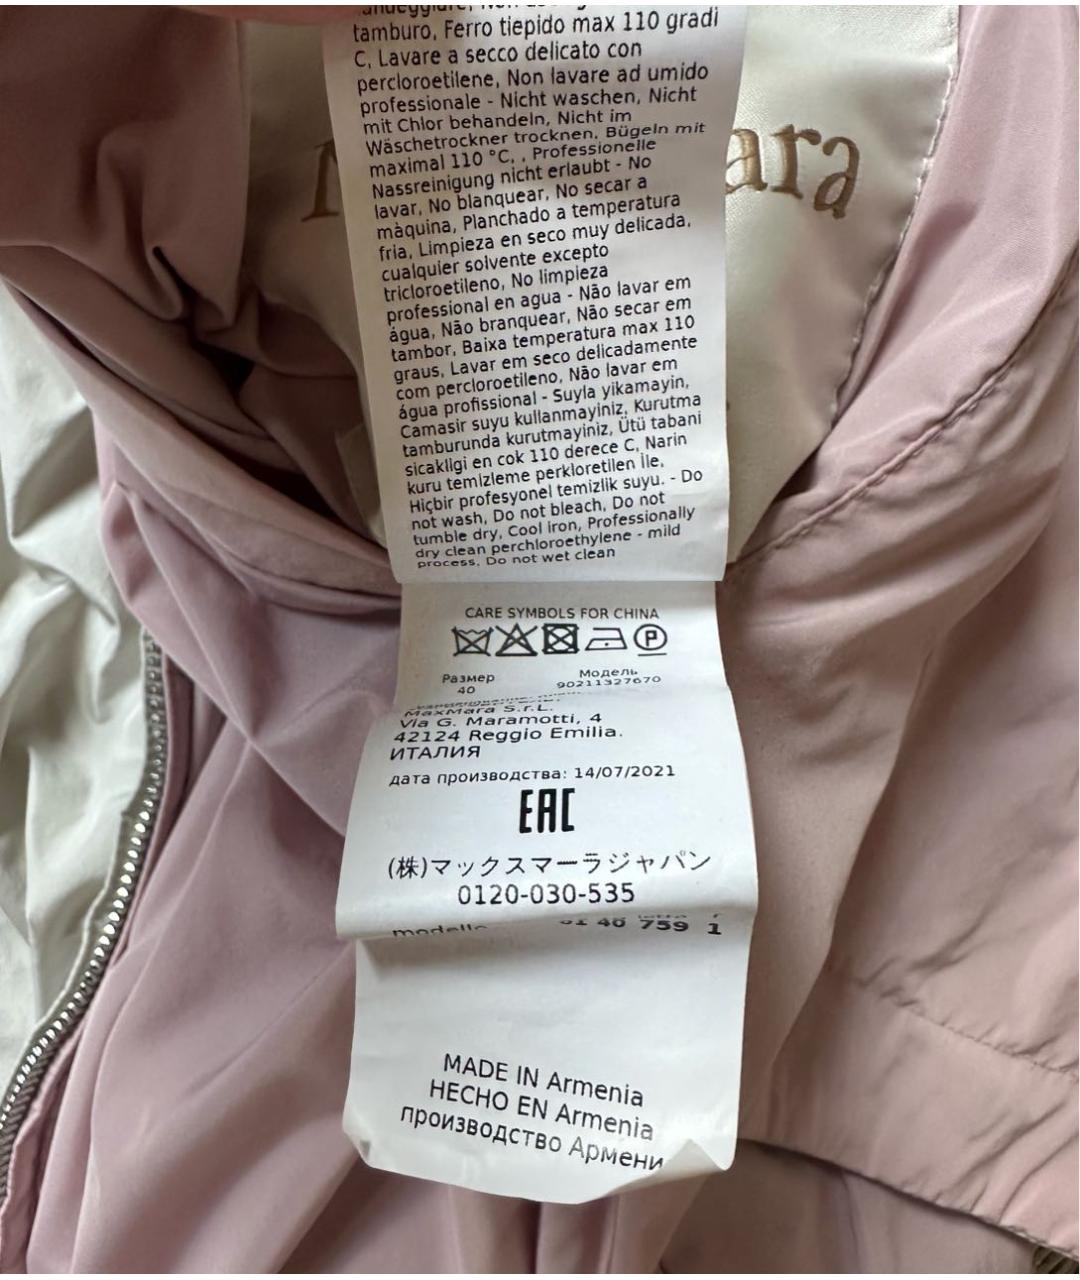 tamburo, Ferro tiepido max 110 gradi
C, Lavare a secco delicato con
percloroetilene, Non lavare ad umido
professionale - Nicht waschen, Nicht
mit Chlor behandeln, Nicht im
Wäschetrockner trocknen, Bügeln mit
maximal 110 °C, , Professionelle
Nassreinigung nicht erlaubt - No
lavar, No blanquear, No secar a
màquina, Planchado a temperatura
fria, Limpieza en seco muy delicada,
cualquier solvente excepto
tricloroetileno, No limpieza
professional en agua - Não lavar em
água, Não branquear, Não secar em
tambor, Baixa temperatura max 110
graus, Lavar em seco delicadamente
com percloroetileno, Não lavar em
água profissional - Suyla yikamayin,
Camasir suyu kullanmayiniz, Kurutma
tamburunda kurutmayiniz, Ütü tabani
sicakligi en cok 110 derece C, Narin
kuru temizleme perkloretilen İle,
Hiçbir profesyonel temizlik suyu. - Do
not wash, Do not bleach, Do not
tumble dry, Cool iron, Professionally
dry clean perchloroethylene - mild
process, Do not wet clean
ara
CARE SYMBOLS FOR CHINA
P
Размер Модель
40 90211327670
MaxMara S.r.L.
Via G. Maramotti, 4
42124 Reggio Emilia.
ИТАЛИЯ
дата производства: 14/07/2021
EAC
(株)マックスマーラジャパン
0120-030-535
modello 40 759 1
MADE IN Armenia
HECHO EN Armenia
производство Армени